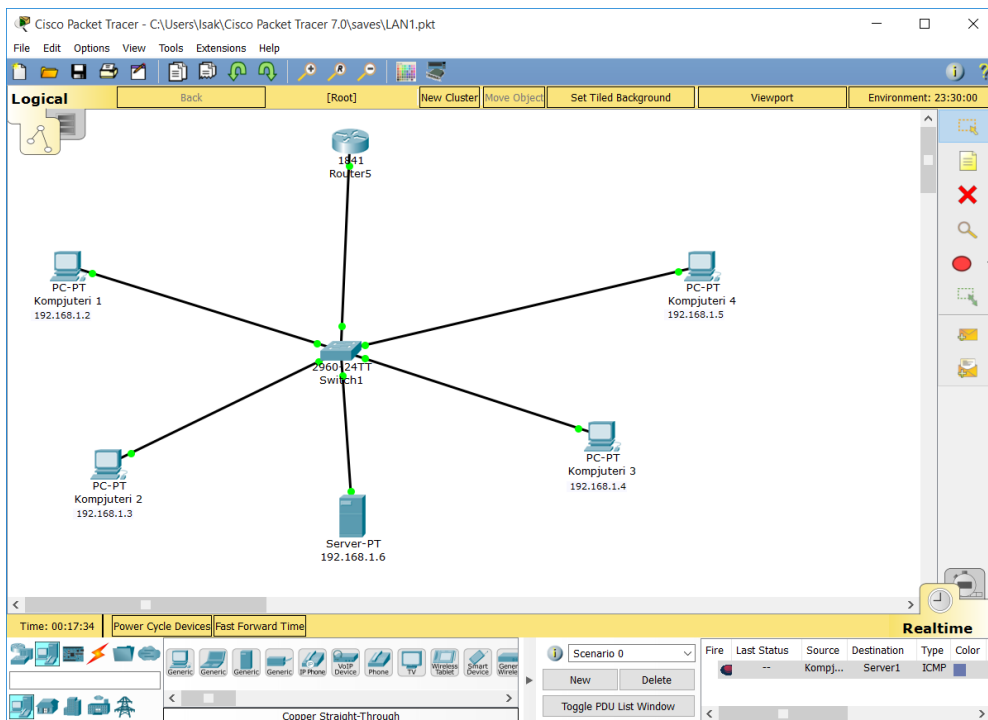 Cisco Packet Tracer - C:\Users\Isak\Cisco Packet Tracer 7.0\saves\LAN1.pkt
File Edit Options View Tools Extensions Help
Logical Back [Root] New Cluster Move Object Set Tiled Background Viewport Environment: 23:30:00
1841
Router5
PC-PT
Kompjuteri 1
192.168.1.2
PC-PT
Kompjuteri 4
192.168.1.5
2960-24TT
Switch1
PC-PT
Kompjuteri 2
192.168.1.3
PC-PT
Kompjuteri 3
192.168.1.4
Server-PT
192.168.1.6
Time: 00:17:34 Power Cycle Devices Fast Forward Time
Realtime
Generic Generic Generic Generic IP Phone VoIP Device Phone TV Wireless Tablet Smart Device
Copper Straight-Through
Scenario 0
New Delete
Toggle PDU List Window
Fire Last Status Source Destination Type Color
-- Kompj... Server1 ICMP